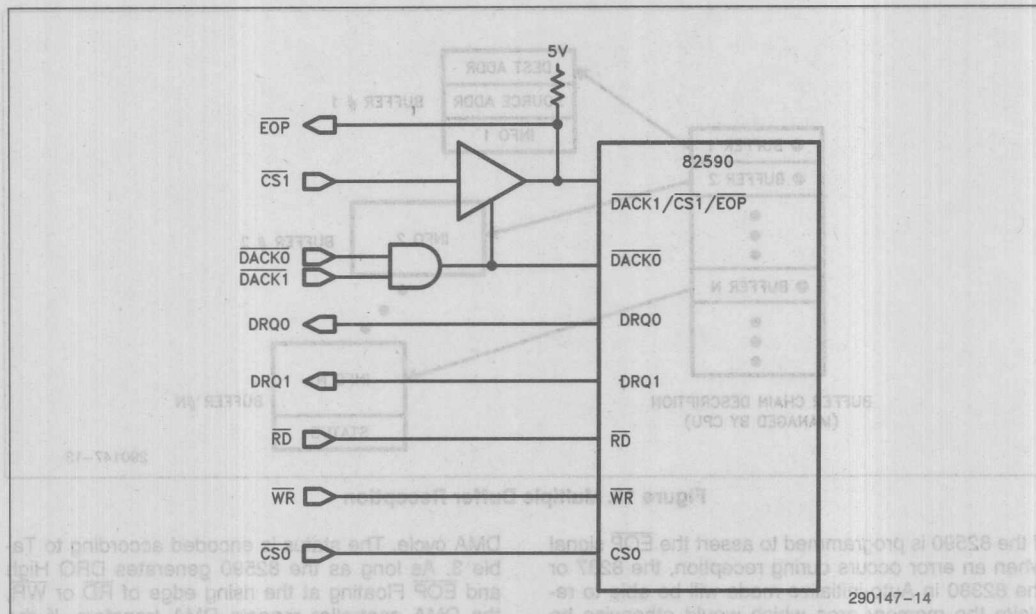 5V
EOP
82590
CS1
DACK1/CS1/EOP
DACK0
DACK0
DACK1
DRQ0
DRQ0
DRQ1
DRQ1
RD
RD
WR
WR
CS0
CS0
290147-14